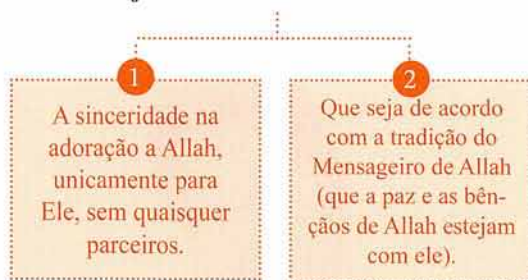 1
A sinceridade na
adoração a Allah,
unicamente para
Ele, sem quaisquer
parceiros.
2
Que seja de acordo
com a tradição do
Mensageiro de Allah
(que a paz e as bên-
çãos de Allah estejam
com ele).